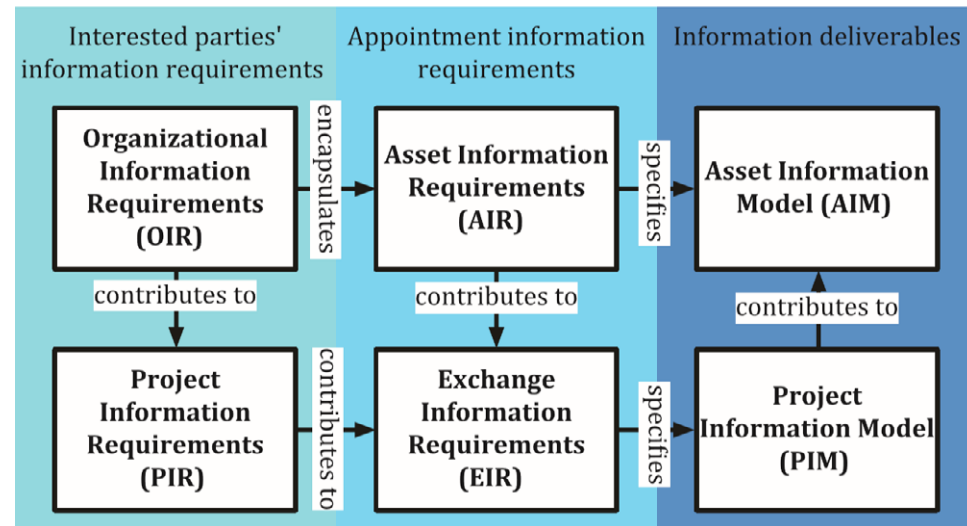 Interested parties'
information requirements
Appointment information
requirements
Information deliverables
Organizational
Information
Requirements
(OIR)
encapsulates
Asset Information
Requirements
(AIR)
specifies
Asset Information
Model (AIM)
contributes to
contributes to
contributes to
Project
Information
Requirements
(PIR)
contributes to
Exchange
Information
Requirements
(EIR)
specifies
Project
Information Model
(PIM)